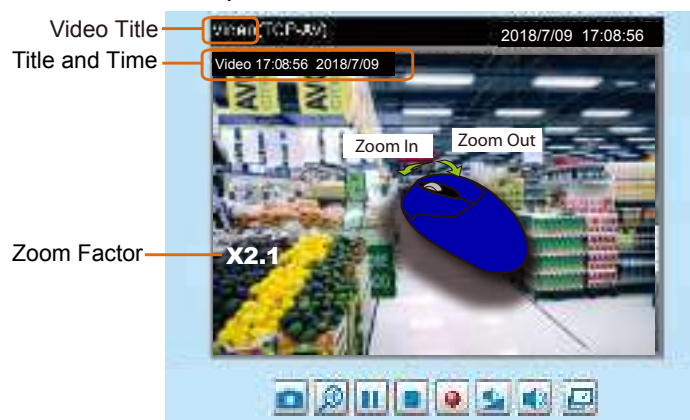 Video Title
Video(TCP-AV)
2018/7/09 17:08:56
Title and Time
Video 17:08:56 2018/7/09
Zoom In
Zoom Out
Zoom Factor
X2.1